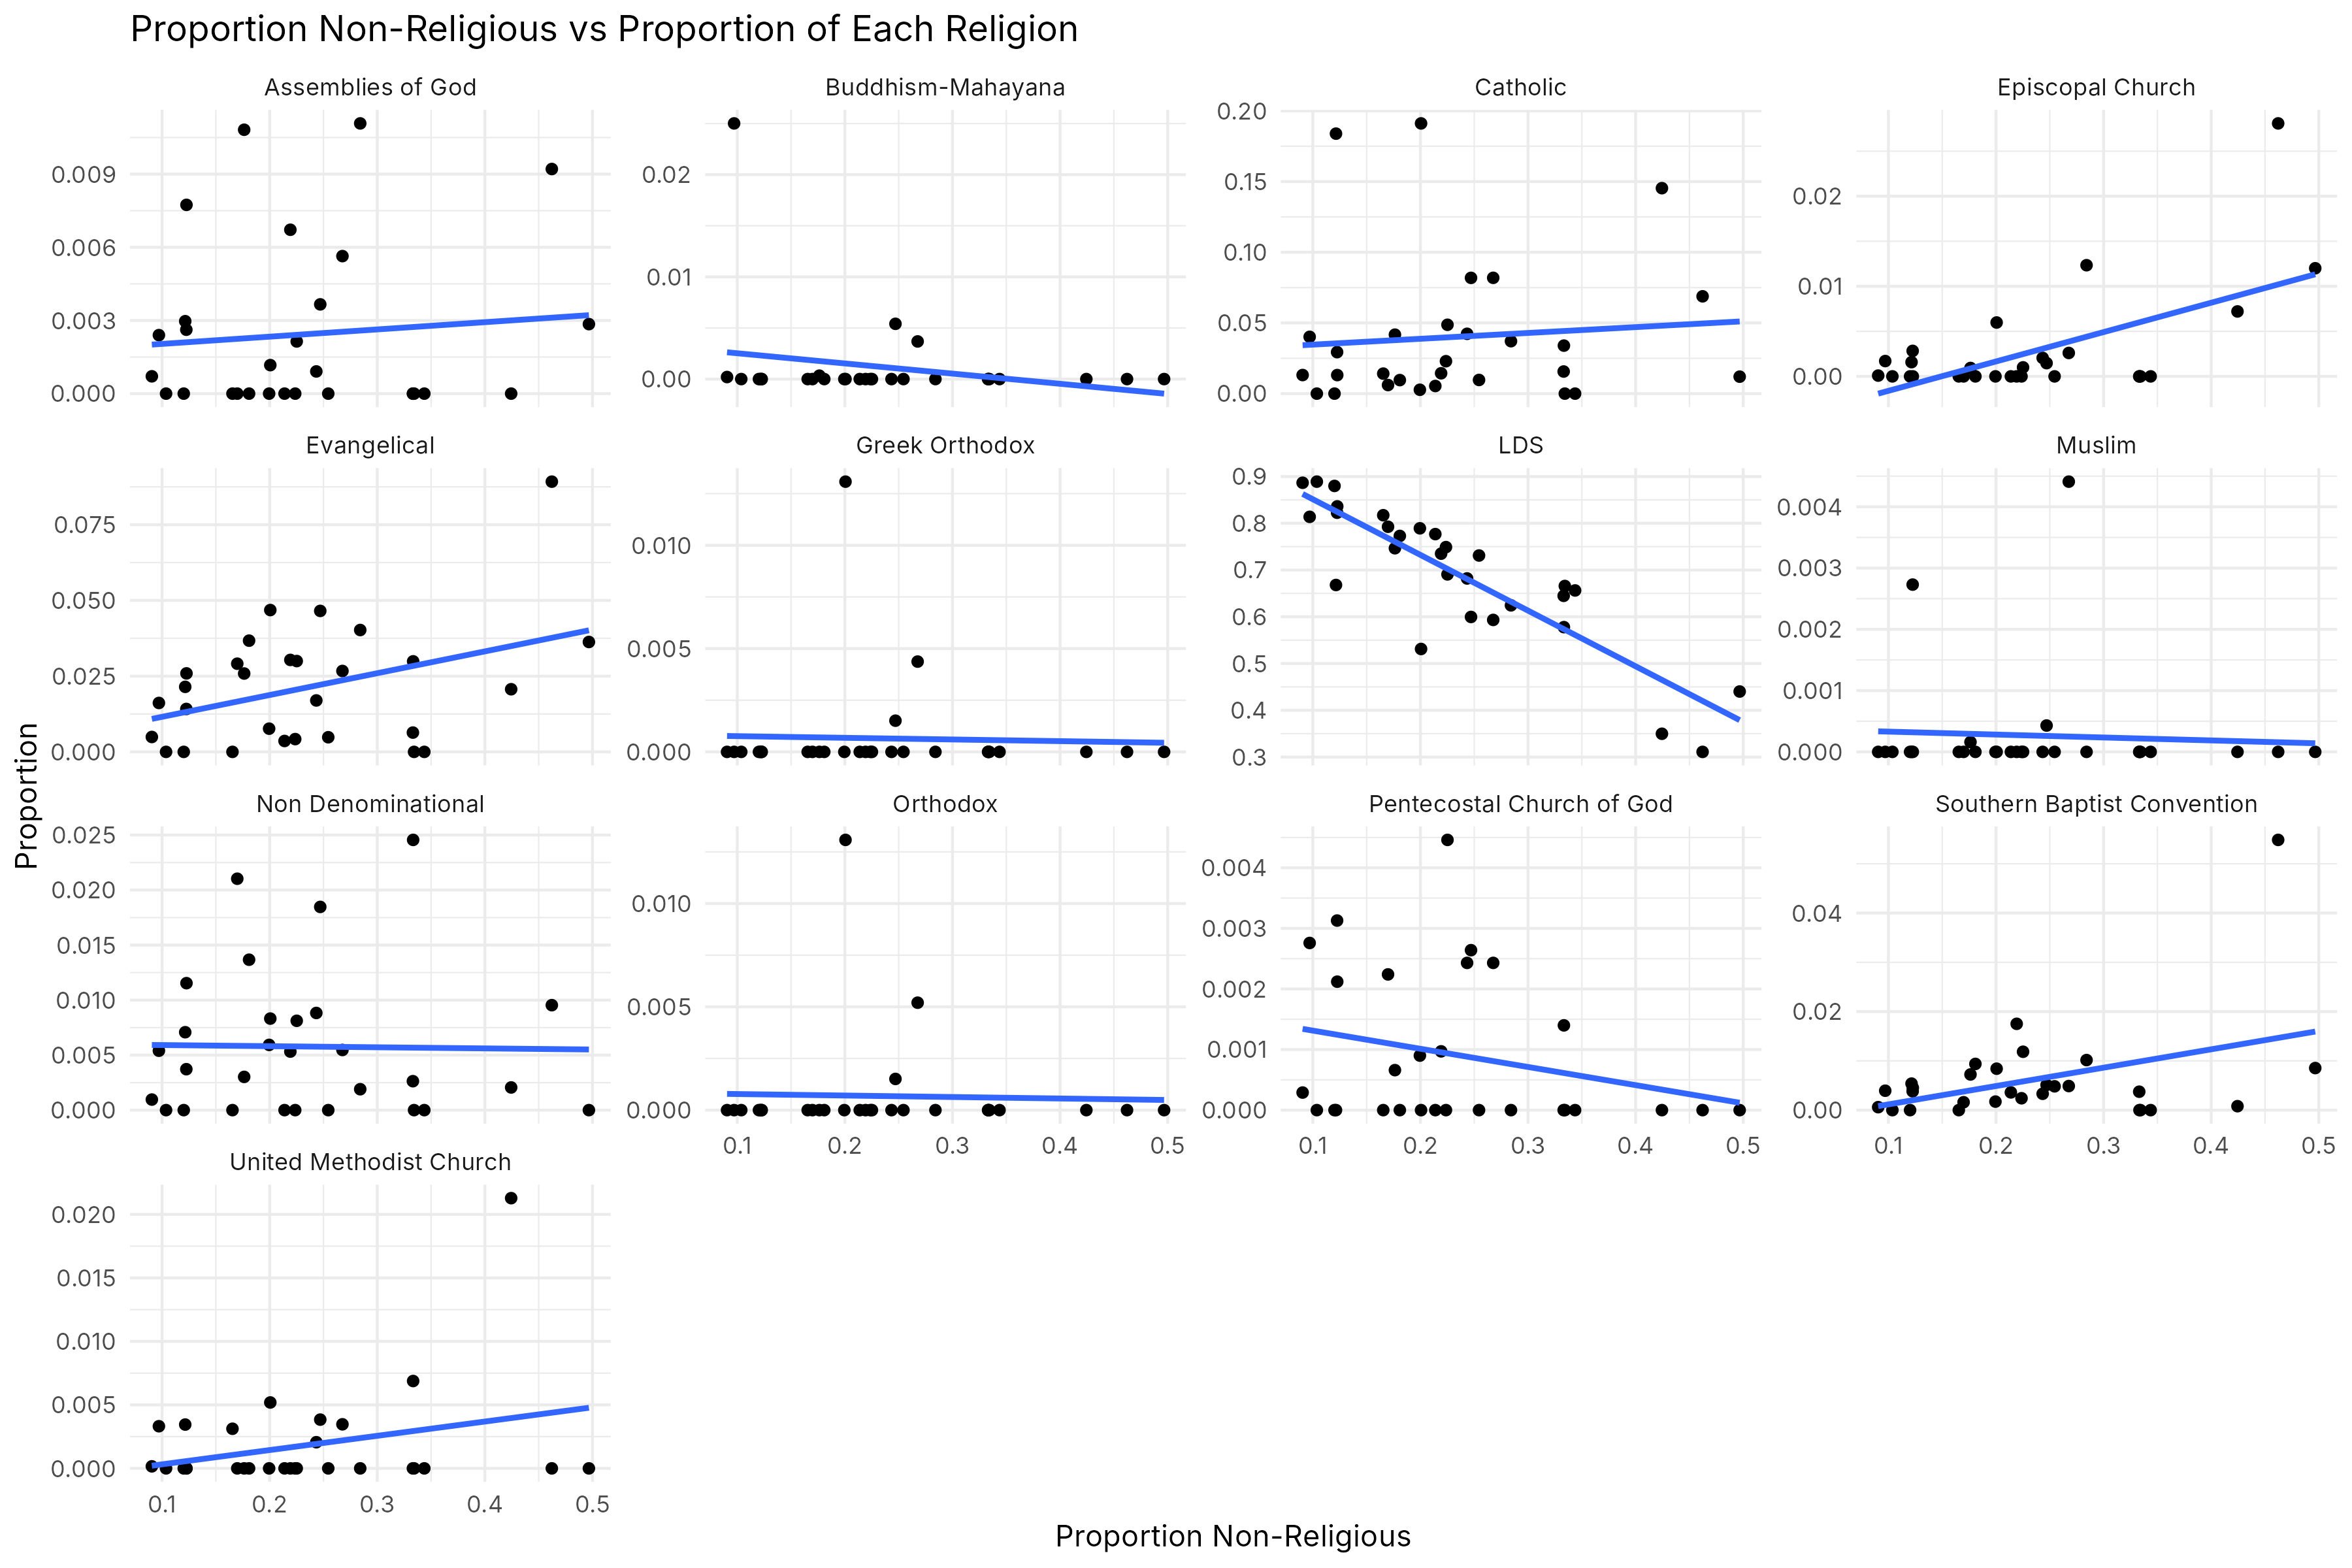 Proportion Non-Religious vs Proportion of Each Religion
Assemblies of God
Buddhism-Mahayana
Catholic
Episcopal Church
0.009
0.006
0.003
0.000
0.02
0.01
0.00
0.20
0.15
0.10
0.05
0.00
0.02
0.01
0.00
Evangelical
Greek Orthodox
LDS
Muslim
0.075
0.050
0.025
0.000
0.010
0.005
0.000
0.9
0.8
0.7
0.6
0.5
0.4
0.3
0.004
0.003
0.002
0.001
0.000
Proportion
Non Denominational
Orthodox
Pentecostal Church of God
Southern Baptist Convention
0.025
0.020
0.015
0.010
0.005
0.000
0.010
0.005
0.000
0.1 0.2 0.3 0.4 0.5
0.004
0.003
0.002
0.001
0.000
0.1 0.2 0.3 0.4 0.5
0.04
0.02
0.00
0.1 0.2 0.3 0.4 0.5
United Methodist Church
0.020
0.015
0.010
0.005
0.000
0.1 0.2 0.3 0.4 0.5
Proportion Non-Religious